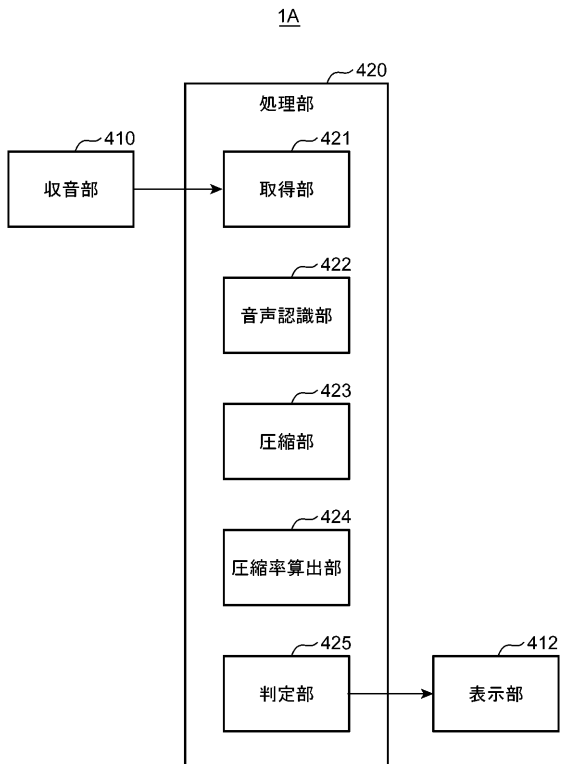 1A
420
処理部
410
収音部
421
取得部
422
音声認識部
423
圧縮部
424
圧縮率算出部
425
判定部
412
表示部